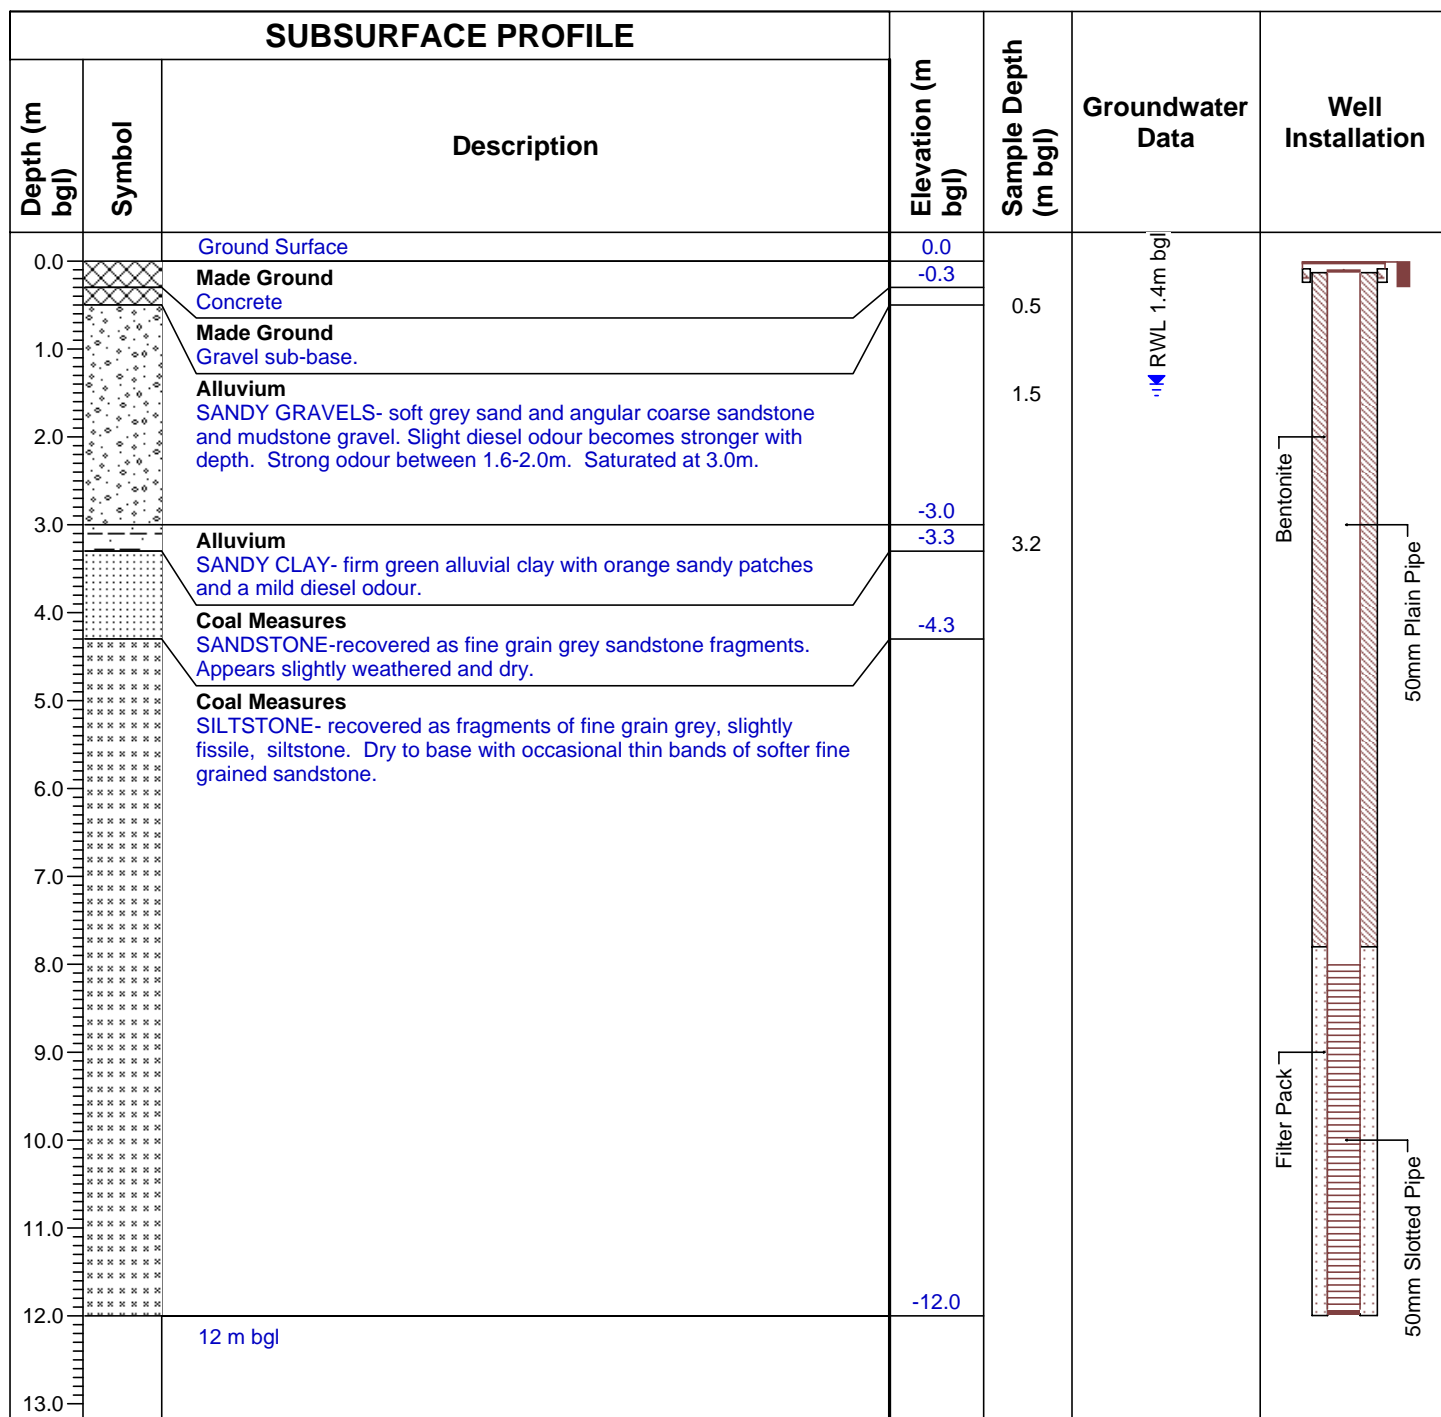 SUBSURFACE PROFILE
Depth (m
bgl)
Symbol
Description
Elevation (m
bgl)
Sample Depth
(m bgl)
Groundwater
Data
Well
Installation
Ground Surface
0.0
0.0
Made Ground
Concrete
-0.3
Made Ground
Gravel sub-base.
0.5
1.0
RWL 1.4m bgl
Alluvium
SANDY GRAVELS- soft grey sand and angular coarse sandstone
and mudstone gravel. Slight diesel odour becomes stronger with
depth.  Strong odour between 1.6-2.0m.  Saturated at 3.0m.
1.5
2.0
Bentonite
-3.0
3.0
Alluvium
SANDY CLAY- firm green alluvial clay with orange sandy patches
and a mild diesel odour.
-3.3
3.2
50mm Plain Pipe
4.0
Coal Measures
SANDSTONE-recovered as fine grain grey sandstone fragments.
Appears slightly weathered and dry.
-4.3
5.0
Coal Measures
SILTSTONE- recovered as fragments of fine grain grey, slightly
fissile,  siltstone.  Dry to base with occasional thin bands of softer fine
grained sandstone.
6.0
7.0
8.0
9.0
Filter Pack
10.0
11.0
50mm Slotted Pipe
-12.0
12.0
12 m bgl
13.0